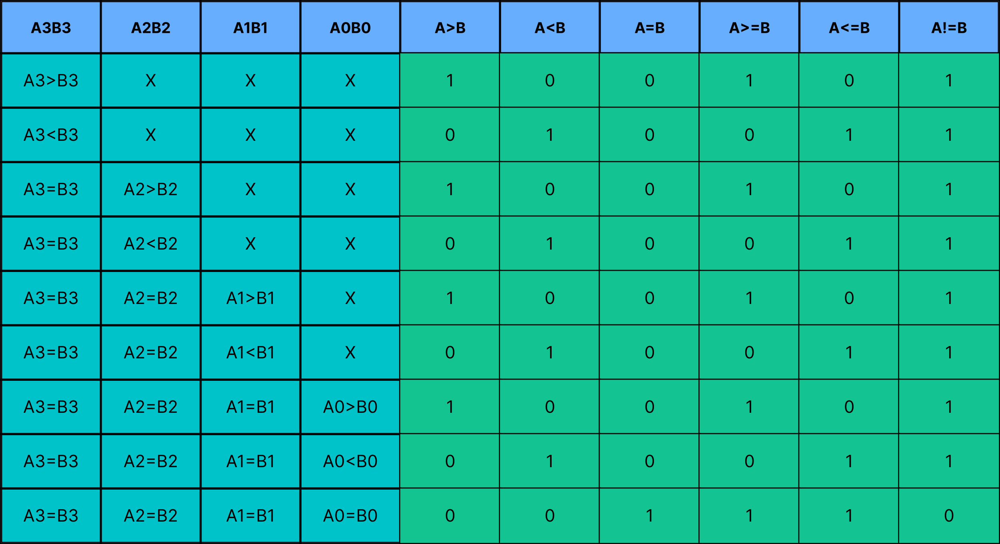 A3B3 A2B2 A1B1 A0B0 A>B A<B A=B A>=B A<=B A!=B
A3>B3 X X X 1 0 0 1 0 1
A3<B3 X X X 0 1 0 0 1 1
A3=B3 A2>B2 X X 1 0 0 1 0 1
A3=B3 A2<B2 X X 0 1 0 0 1 1
A3=B3 A2=B2 A1>B1 X 1 0 0 1 0 1
A3=B3 A2=B2 A1<B1 X 0 1 0 0 1 1
A3=B3 A2=B2 A1=B1 A0>B0 1 0 0 1 0 1
A3=B3 A2=B2 A1=B1 A0<B0 0 1 0 0 1 1
A3=B3 A2=B2 A1=B1 A0=B0 0 0 1 1 1 0